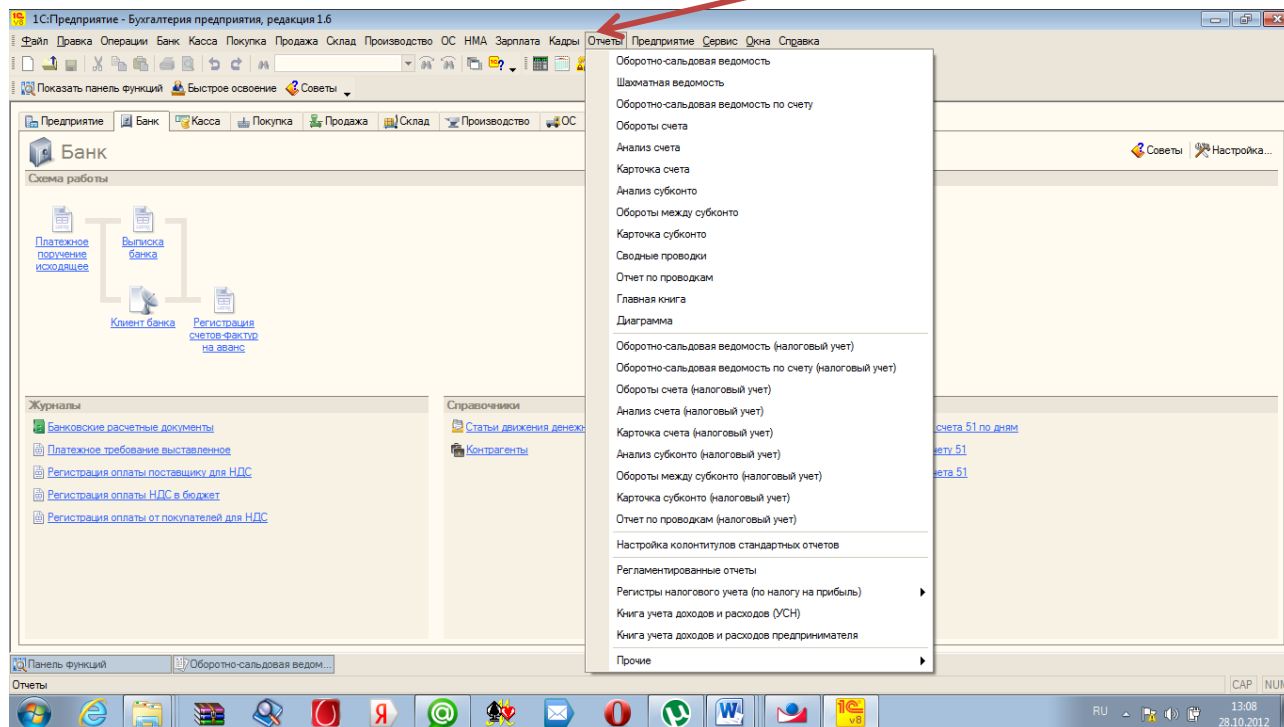 1С:Предприятие - Бухгалтерия предприятия, редакция 1.6
Файл Правка Операции Банк Касса Покупка Продажа Склад Производство ОС НМА Зарплата Кадры Отчеты Предприятие Сервис Окна Справка
Показать панель функций Быстрое освоение Советы
Предприятие Банк Касса Покупка Продажа Склад Производство ОС
Банк
Советы Настройка...
Схема работы
Платежное поручение исходящее
Выписка банка
Клиент банка
Регистрация счетов-фактур на аванс
Журналы
Банковские расчетные документы
Платежное требование выставленное
Регистрация оплаты поставщику для НДС
Регистрация оплаты НДС в бюджет
Регистрация оплаты от покупателей для НДС
Справочники
Статьи движения денежн
Контрагенты
счета 51 по дням
чету 51
чета 51
Оборотно-сальдовая ведомость
Шахматная ведомость
Оборотно-сальдовая ведомость по счету
Обороты счета
Анализ счета
Карточка счета
Анализ субконто
Обороты между субконто
Карточка субконто
Сводные проводки
Отчет по проводкам
Главная книга
Диаграмма
Оборотно-сальдовая ведомость (налоговый учет)
Оборотно-сальдовая ведомость по счету (налоговый учет)
Обороты счета (налоговый учет)
Анализ счета (налоговый учет)
Карточка счета (налоговый учет)
Анализ субконто (налоговый учет)
Обороты между субконто (налоговый учет)
Карточка субконто (налоговый учет)
Отчет по проводкам (налоговый учет)
Настройка колонтитулов стандартных отчетов
Регламентированные отчеты
Регистры налогового учета (по налогу на прибыль)
Книга учета доходов и расходов (УСН)
Книга учета доходов и расходов предпринимателя
Прочие
Панель функций Оборотно-сальдовая ведом...
Отчеты
CAP NUM
RU 13:08
28.10.2012